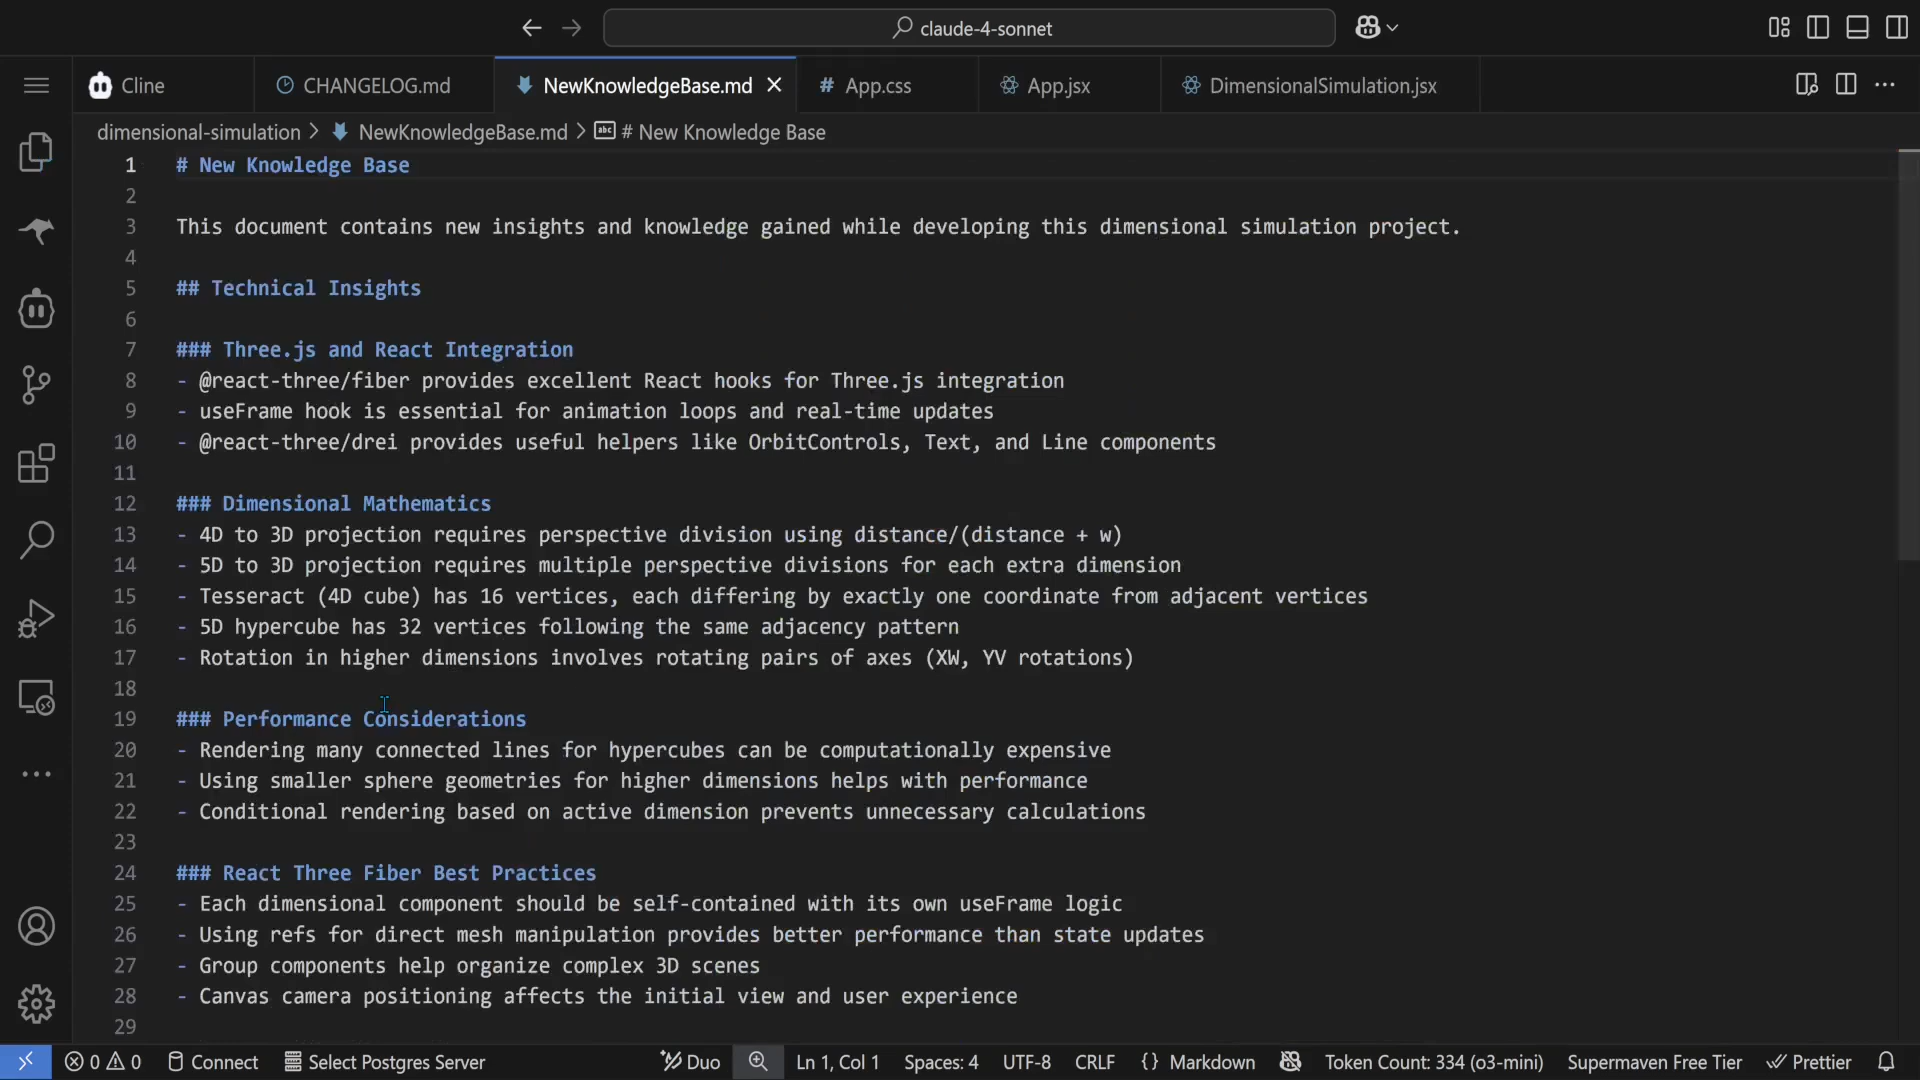 claude-4-sonnet
Cline
CHANGELOG.md
NewKnowledgeBase.md
# App.css
App.jsx
DimensionalSimulation.jsx
dimensional-simulation > NewKnowledgeBase.md > abc # New Knowledge Base
1 # New Knowledge Base
2
3 This document contains new insights and knowledge gained while developing this dimensional simulation project.
4
5 ## Technical Insights
6
7 ### Three.js and React Integration
8 - @react-three/fiber provides excellent React hooks for Three.js integration
9 - useFrame hook is essential for animation loops and real-time updates
10 - @react-three/drei provides useful helpers like OrbitControls, Text, and Line components
11
12 ### Dimensional Mathematics
13 - 4D to 3D projection requires perspective division using distance/(distance + w)
14 - 5D to 3D projection requires multiple perspective divisions for each extra dimension
15 - Tesseract (4D cube) has 16 vertices, each differing by exactly one coordinate from adjacent vertices
16 - 5D hypercube has 32 vertices following the same adjacency pattern
17 - Rotation in higher dimensions involves rotating pairs of axes (XW, YV rotations)
18
19 ### Performance Considerations
20 - Rendering many connected lines for hypercubes can be computationally expensive
21 - Using smaller sphere geometries for higher dimensions helps with performance
22 - Conditional rendering based on active dimension prevents unnecessary calculations
23
24 ### React Three Fiber Best Practices
25 - Each dimensional component should be self-contained with its own useFrame logic
26 - Using refs for direct mesh manipulation provides better performance than state updates
27 - Group components help organize complex 3D scenes
28 - Canvas camera positioning affects the initial view and user experience
29
0 0 Connect Select Postgres Server Duo Ln 1, Col 1 Spaces: 4 UTF-8 CRLF {} Markdown Token Count: 334 (o3-mini) Supermaven Free Tier Prettier